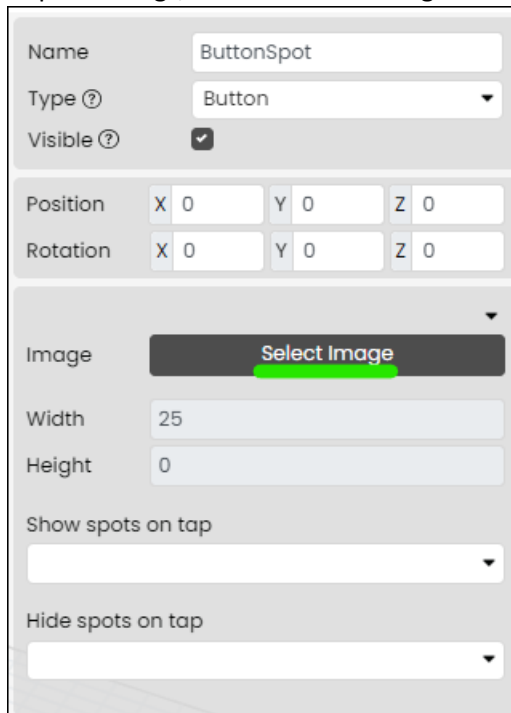 Name ButtonSpot
Type ? Button
Visible ?
Position X 0 Y 0 Z 0
Rotation X 0 Y 0 Z 0
Image Select Image
Width 25
Height 0
Show spots on tap
Hide spots on tap